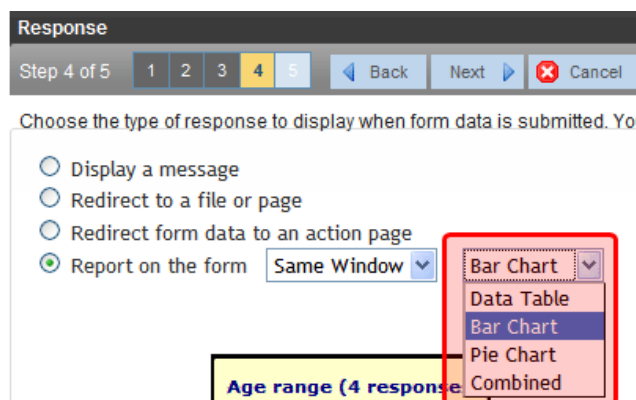 Response
Step 4 of 5 1 2 3 4 5 Back Next Cancel
Choose the type of response to display when form data is submitted. Yo
Display a message
Redirect to a file or page
Redirect form data to an action page
Report on the form Same Window Bar Chart
Data Table
Bar Chart
Pie Chart
Combined
Age range (4 response